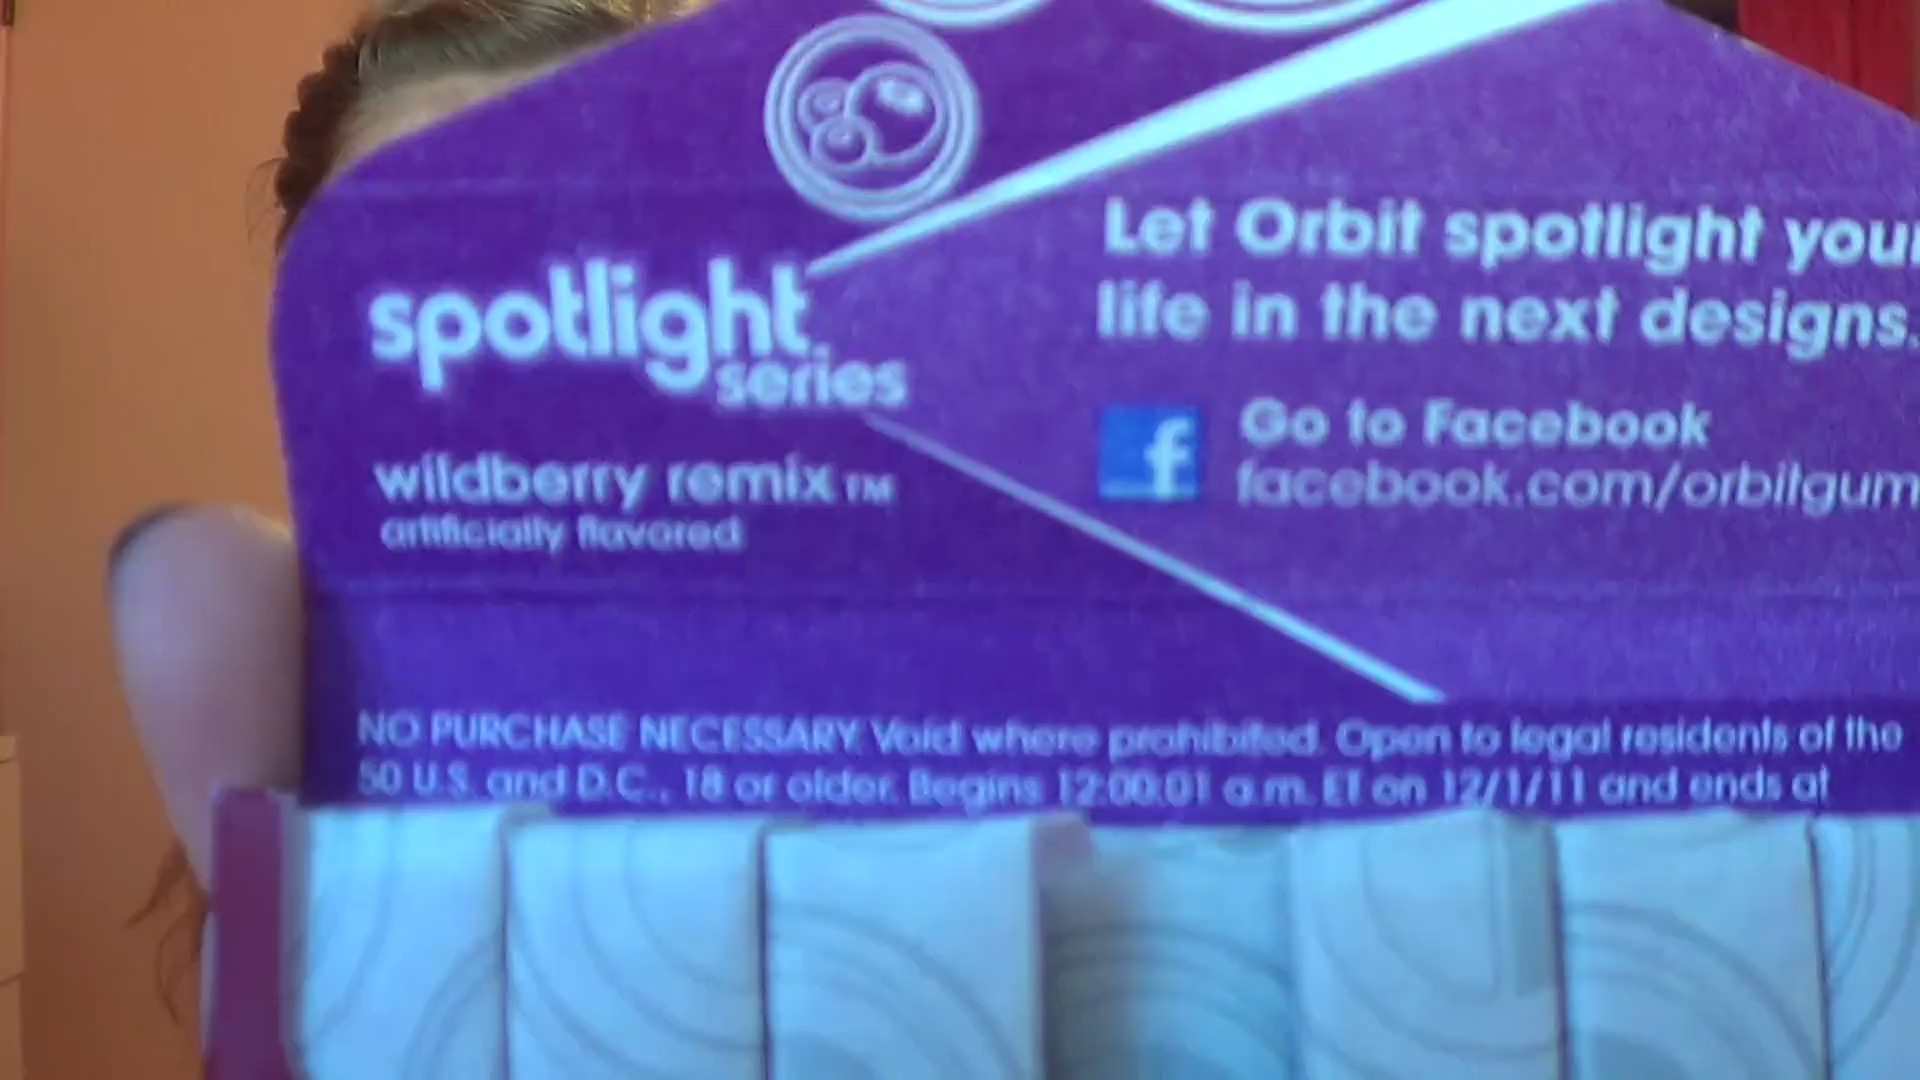 spotlight
series
wildberry remix™
artificially flavored
Let Orbit spotlight your
life in the next designs.
f
Go to Facebook
facebook.com/orbitgum
NO PURCHASE NECESSARY. Void where prohibited. Open to legal residents of the
50 U.S. and D.C., 18 or older. Begins 12:00:01 a.m. ET on 12/1/11 and ends at